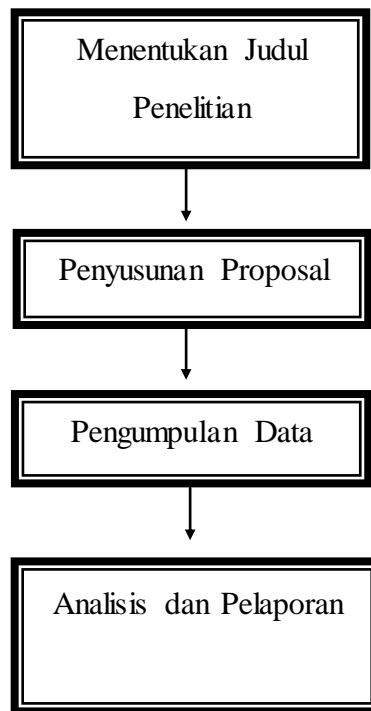 Menentukan Judul
Penelitian
Penyusunan Proposal
Pengumpulan Data
Analisis dan Pelaporan